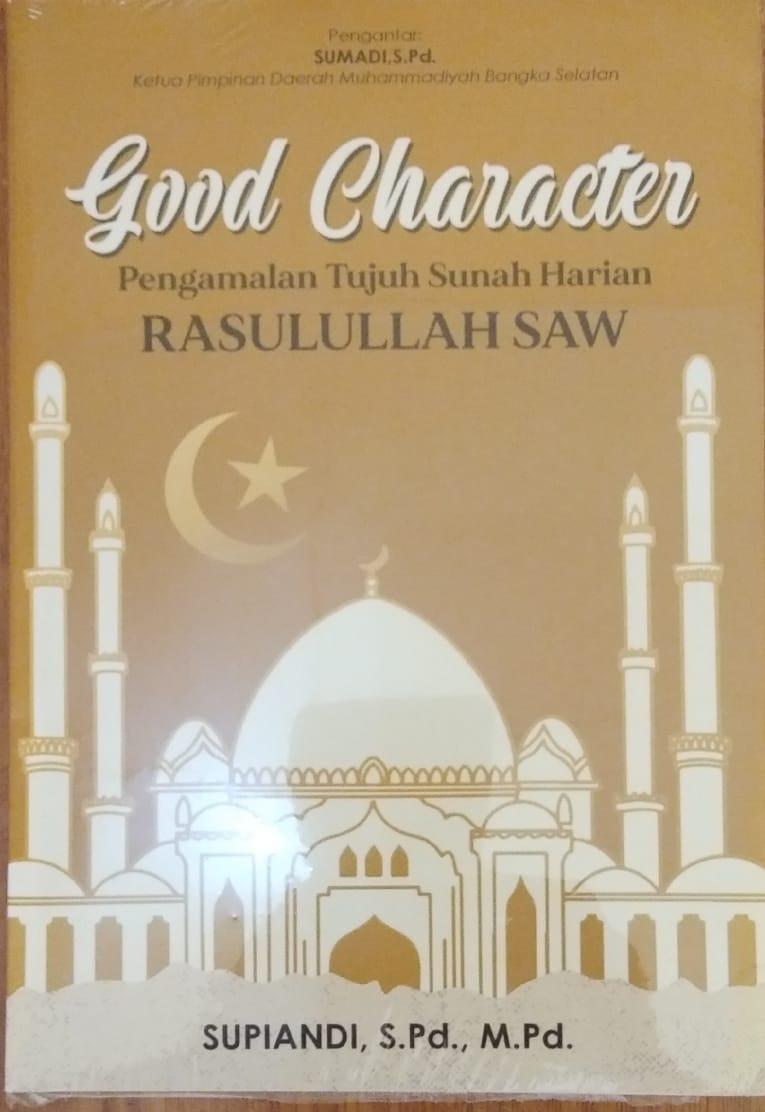 Pengantar:
SUMADI,S.Pd.
Ketua Pimpinan Daerah Muhammadiyah Bangka Selatan
Good Character
Pengamalan Tujuh Sunah Harian
RASULULLAH SAW
SUPIANDI, S.Pd., M.Pd.